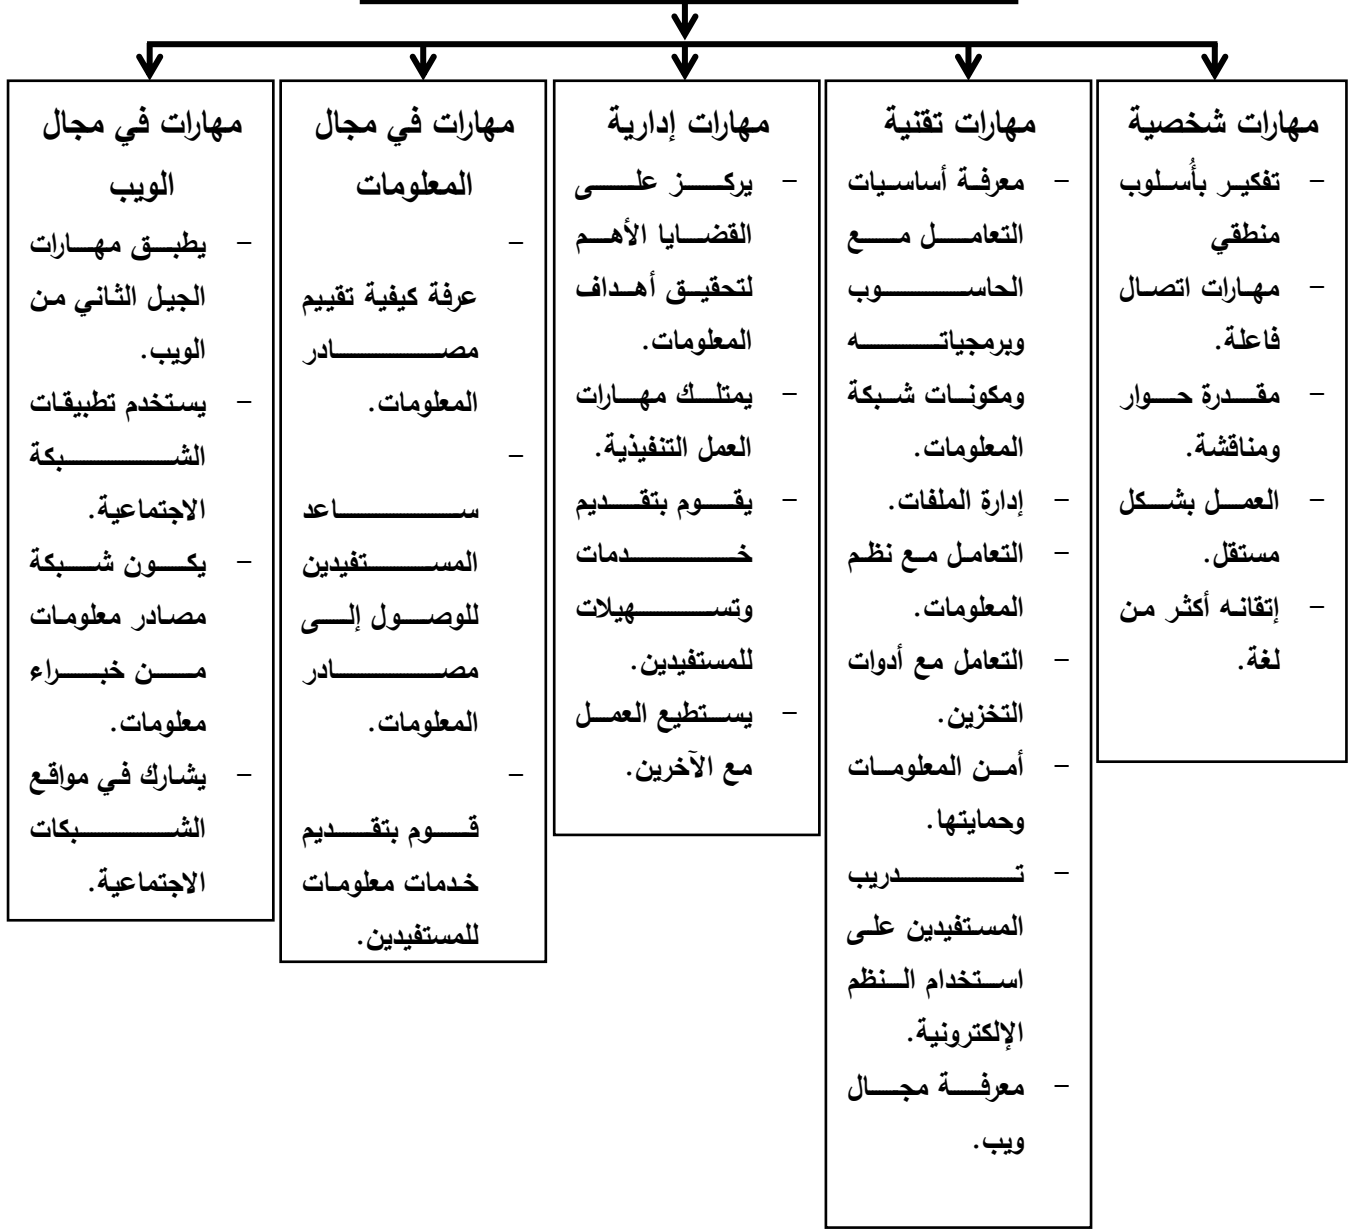 مهارات شخصية
- تفكير بأُسلوب
منطقي
- مهارات اتصال
فاعلة.
- مقدرة حوار
ومناقشة.
- العمل بشكل
مستقل.
- إتقانه أكثر من
لغة.
مهارات تقنية
- معرفة أساسيات
التعامل مع
الحاسوب
وبرمجياته
ومكونات شبكة
المعلومات.
- إدارة الملفات.
- التعامل مع نظم
المعلومات.
- التعامل مع أدوات
التخزين.
- أمن المعلومات
وحمايتها.
- تدريب
المستفيدين على
استخدام النظم
الإلكترونية.
- معرفة مجال
ويب.
مهارات إدارية
- يركز على
القضايا الأهم
لتحقيق أهداف
المعلومات.
- يمتلك مهارات
العمل التنفيذية.
- يقوم بتقديم
خدمات
وتسهيلات
للمستفيدين.
- يستطيع العمل
مع الآخرين.
مهارات في مجال
المعلومات
-
عرفة كيفية تقييم
مصادر
المعلومات.
-
ساعد
المستفيدين
للوصول إلى
مصادر
المعلومات.
-
قوم بتقديم
خدمات معلومات
للمستفيدين.
مهارات في مجال
الويب
- يطبق مهارات
الجيل الثاني من
الويب.
- يستخدم تطبيقات
الشبكة
الاجتماعية.
- يكون شبكة
مصادر معلومات
من خبراء
معلومات.
- يشارك في مواقع
الشبكات
الاجتماعية.